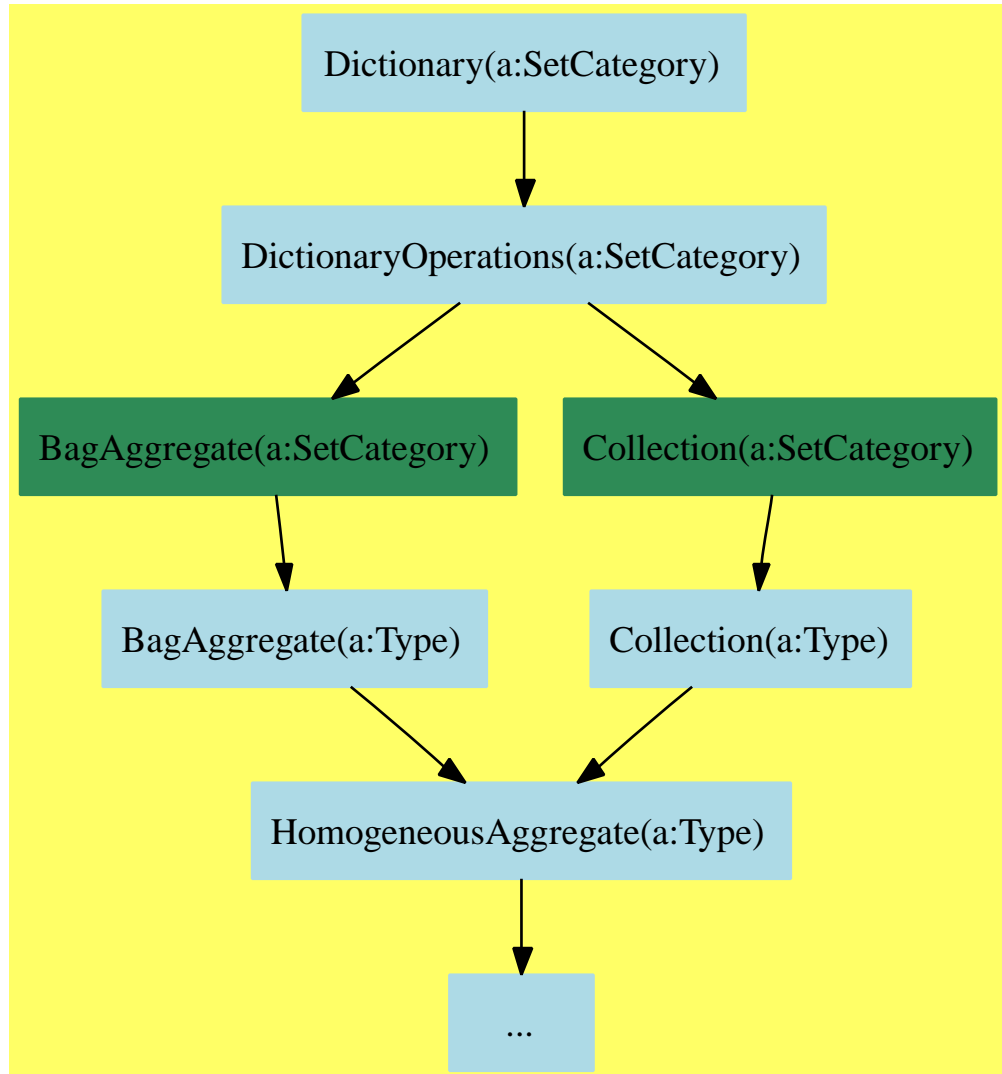 Dictionary(a:SetCategory)
DictionaryOperations(a:SetCategory)
BagAggregate(a:SetCategory)
Collection(a:SetCategory)
BagAggregate(a:Type)
Collection(a:Type)
HomogeneousAggregate(a:Type)
...